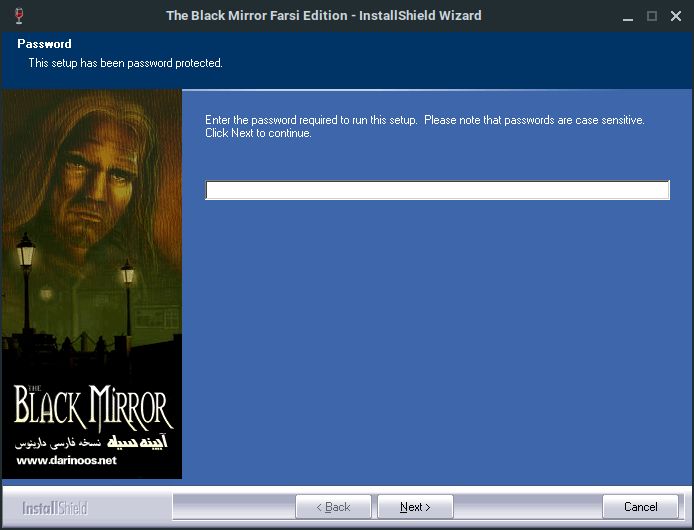 The Black Mirror Farsi Edition - InstallShield Wizard
Password
This setup has been password protected.
Enter the password required to run this setup. Please note that passwords are case sensitive.
Click Next to continue.
THE
BLACK MIRROR
آیینه سیاه نسخه فارسی دارینوس
www.darinoos.net
InstallShield
< Back
Next >
Cancel